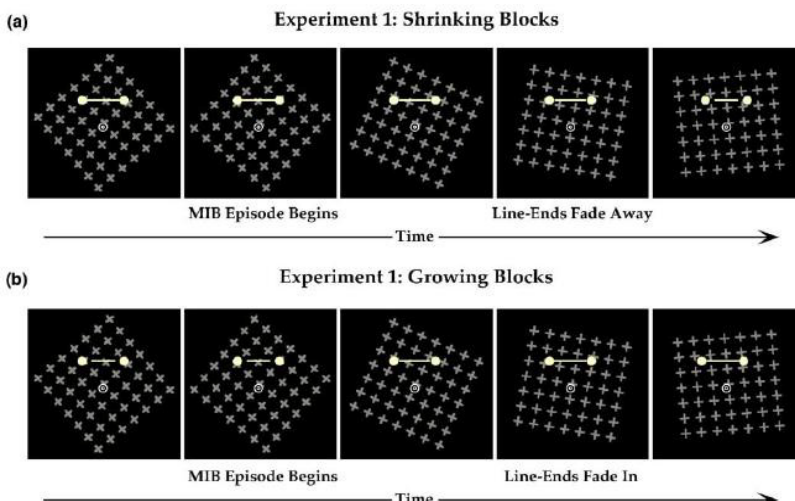 (a)
Experiment 1: Shrinking Blocks
MIB Episode Begins
Line-Ends Fade Away
Time
(b)
Experiment 1: Growing Blocks
MIB Episode Begins
Line-Ends Fade In
Time